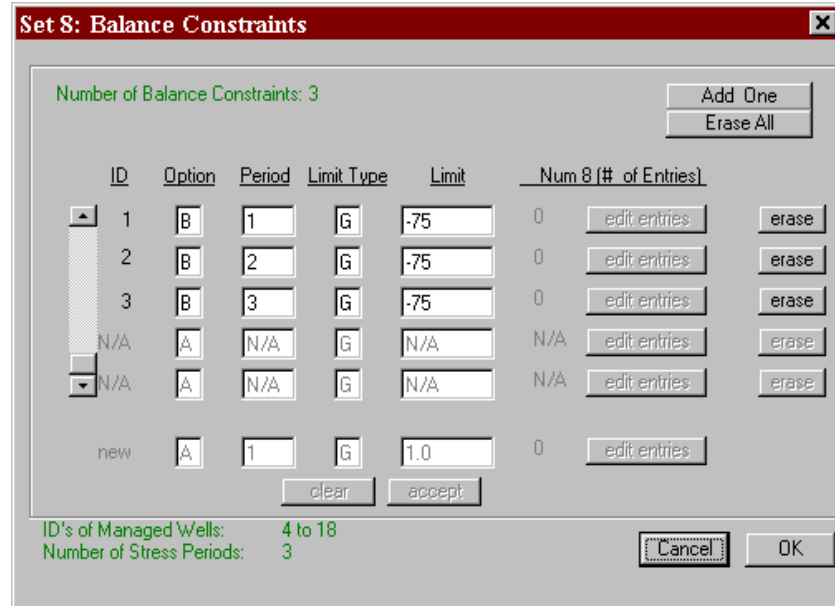 Set 8: Balance Constraints
Number of Balance Constraints: 3
Add One
Erase All
ID Option Period Limit Type Limit Num 8 (# of Entries)
1 B 1 G -75 0 edit entries erase
2 B 2 G -75 0 edit entries erase
3 B 3 G -75 0 edit entries erase
N/A A N/A G N/A N/A edit entries erase
N/A A N/A G N/A N/A edit entries erase
new A 1 G 1.0 0 edit entries
clear accept
ID's of Managed Wells: 4 to 18
Number of Stress Periods: 3
Cancel OK